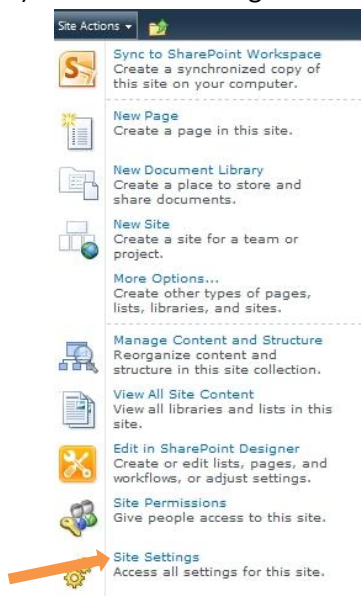 Site Actions
Sync to SharePoint Workspace
Create a synchronized copy of
this site on your computer.
New Page
Create a page in this site.
New Document Library
Create a place to store and
share documents.
New Site
Create a site for a team or
project.
More Options...
Create other types of pages,
lists, libraries, and sites.
Manage Content and Structure
Reorganize content and
structure in this site collection.
View All Site Content
View all libraries and lists in this
site.
Edit in SharePoint Designer
Create or edit lists, pages, and
workflows, or adjust settings.
Site Permissions
Give people access to this site.
Site Settings
Access all settings for this site.